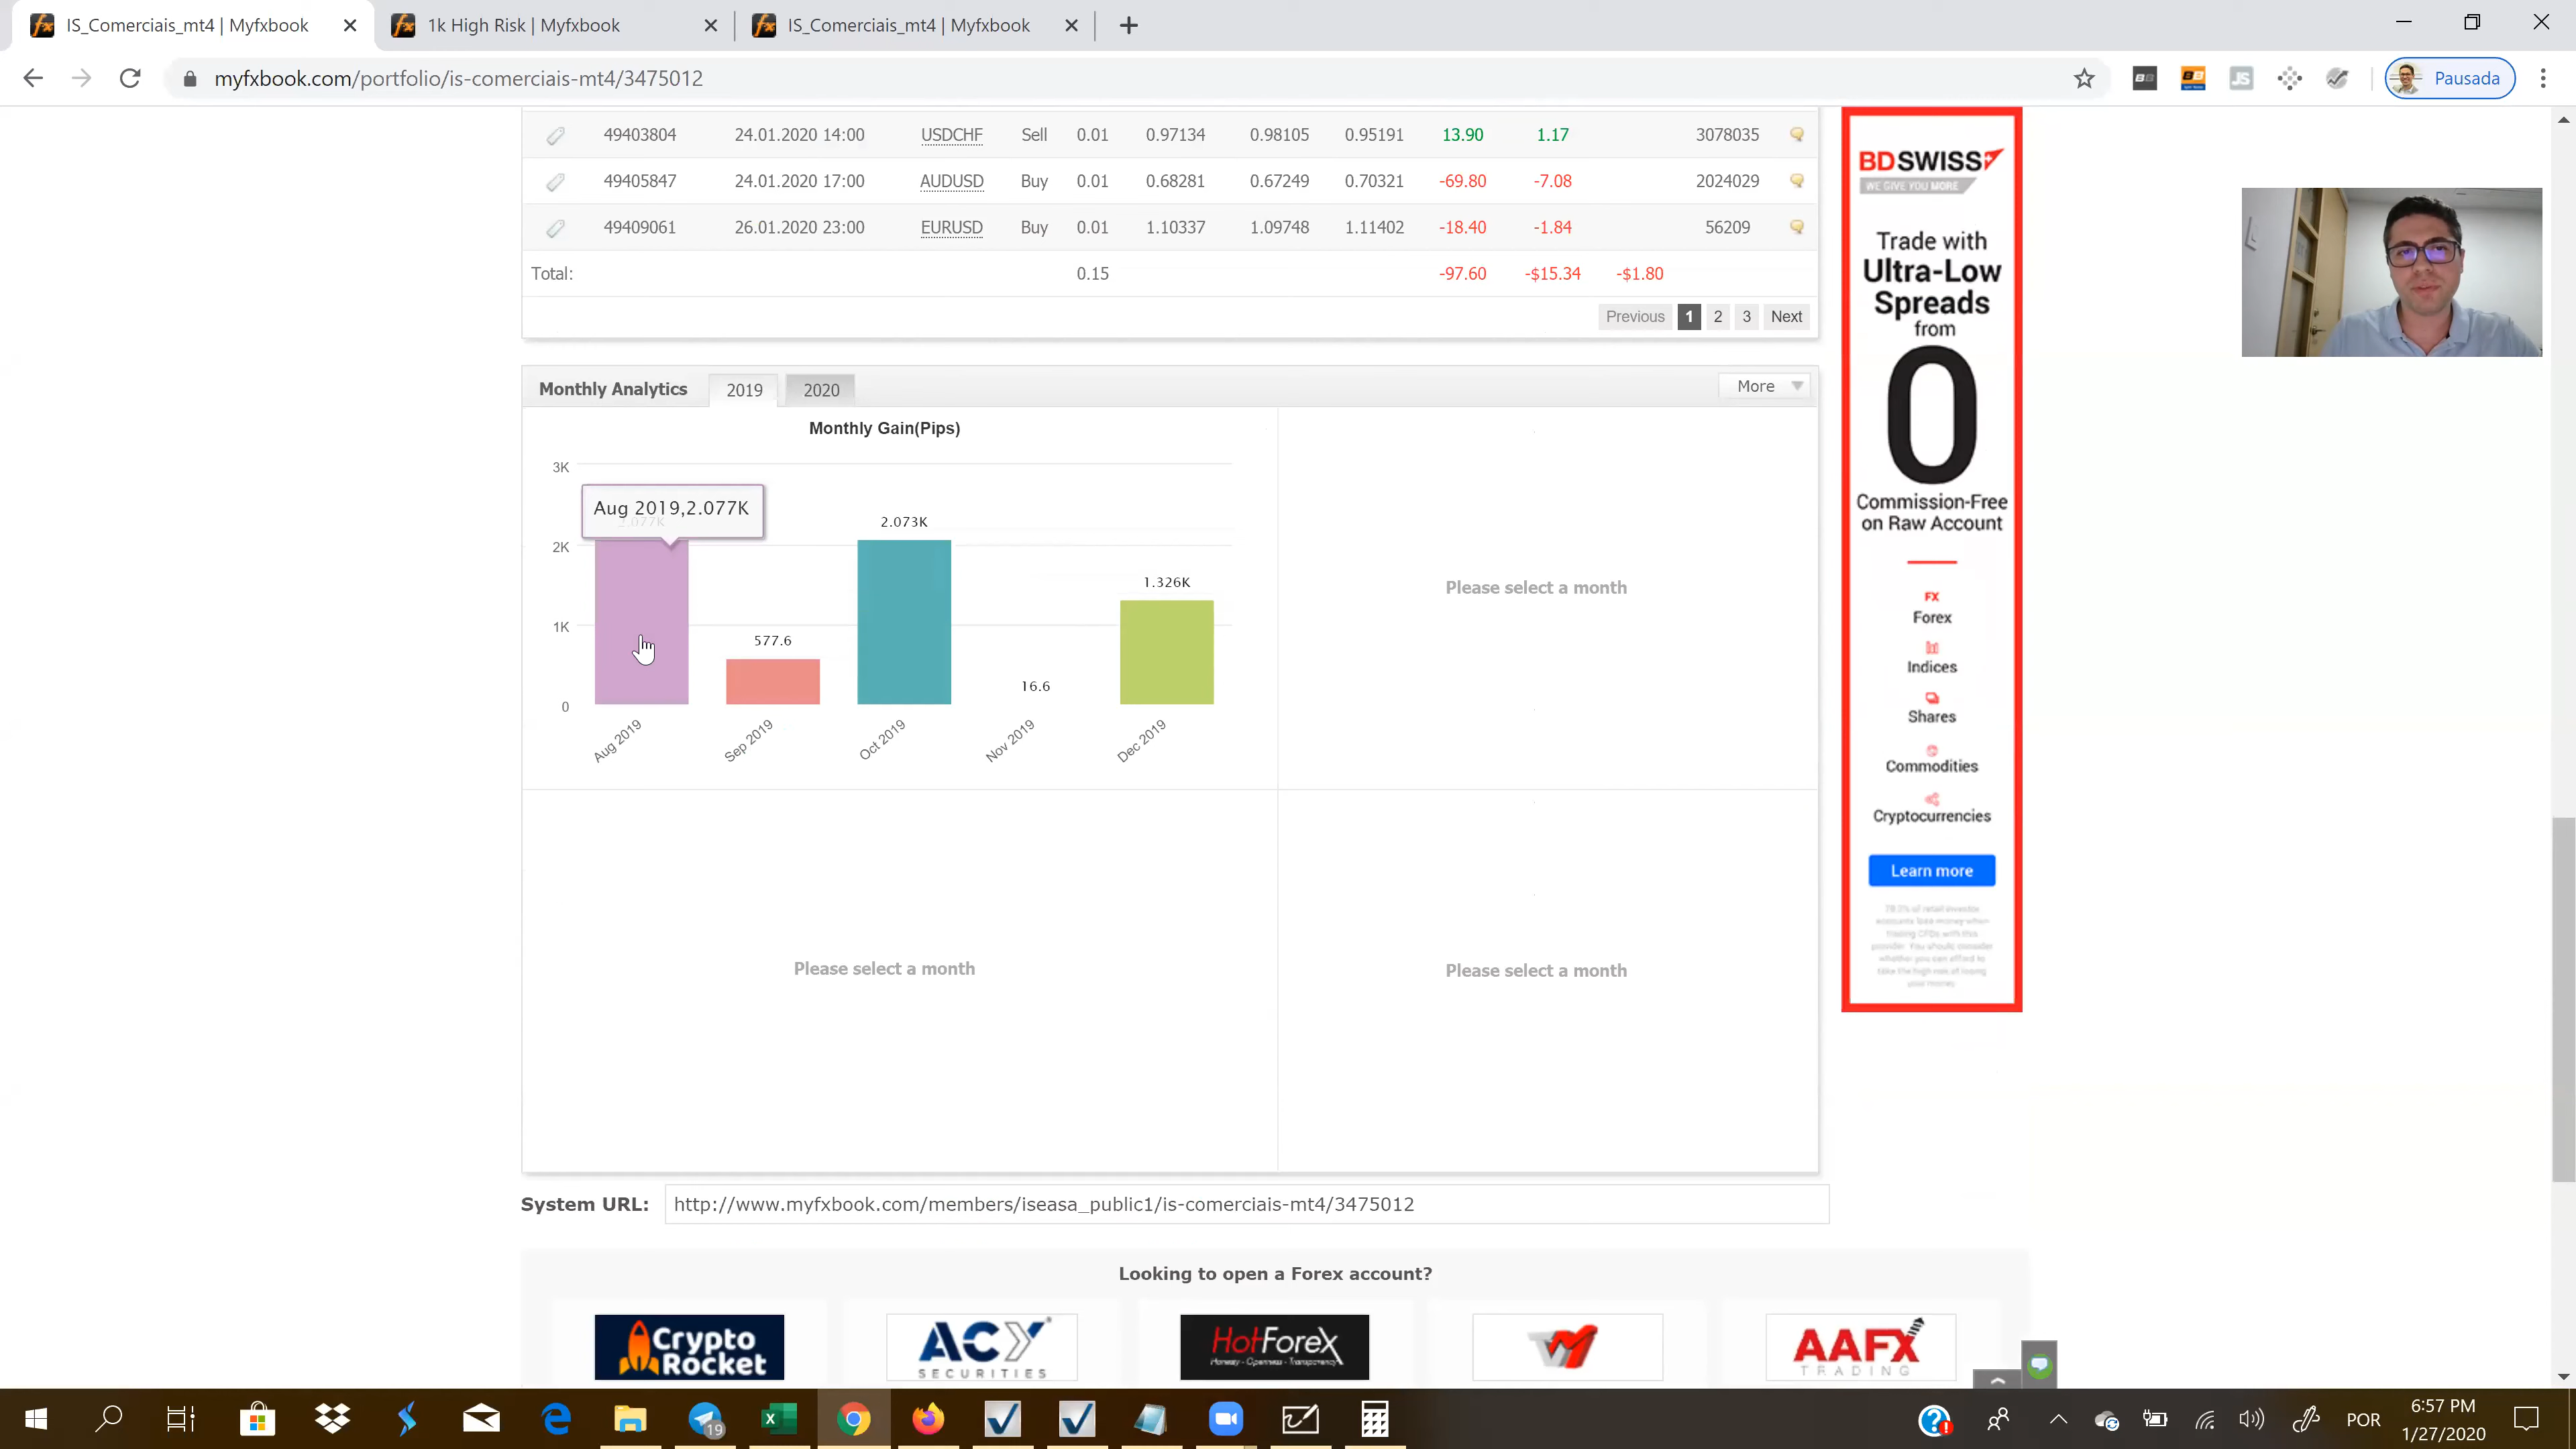 IS_Comerciais_mt4 | Myfxbook
1k High Risk | Myfxbook
IS_Comerciais_mt4 | Myfxbook
myfxbook.com/portfolio/is-comerciais-mt4/3475012
Pausada
49403804 24.01.2020 14:00 USDCHF Sell 0.01 0.97134 0.98105 0.95191 13.90 1.17 3078035
49405847 24.01.2020 17:00 AUDUSD Buy 0.01 0.68281 0.67249 0.70321 -69.80 -7.08 2024029
49409061 26.01.2020 23:00 EURUSD Buy 0.01 1.10337 1.09748 1.11402 -18.40 -1.84 56209
Total: 0.15 -97.60 -$15.34 -$1.80
Previous 1 2 3 Next
Monthly Analytics 2019 2020 More
Monthly Gain(Pips)
3K
Aug 2019,2.077K
2.077K
2.073K
2K
1.326K
1K
577.6
16.6
0
Aug 2019 Sep 2019 Oct 2019 Nov 2019 Dec 2019
Please select a month
Please select a month
Please select a month
BDSWISS
WE GIVE YOU MORE
Trade with
Ultra-Low
Spreads
from
0
Commission-Free
on Raw Account
FX
Forex
Indices
Shares
Commodities
Cryptocurrencies
Learn more
System URL: http://www.myfxbook.com/members/iseasa_public1/is-comerciais-mt4/3475012
Looking to open a Forex account?
Crypto
Rocket
ACY
SECURITIES
HotForex
Honesty - Openness - Transparency
AAFX
TRADING
19
POR
6:57 PM
1/27/2020